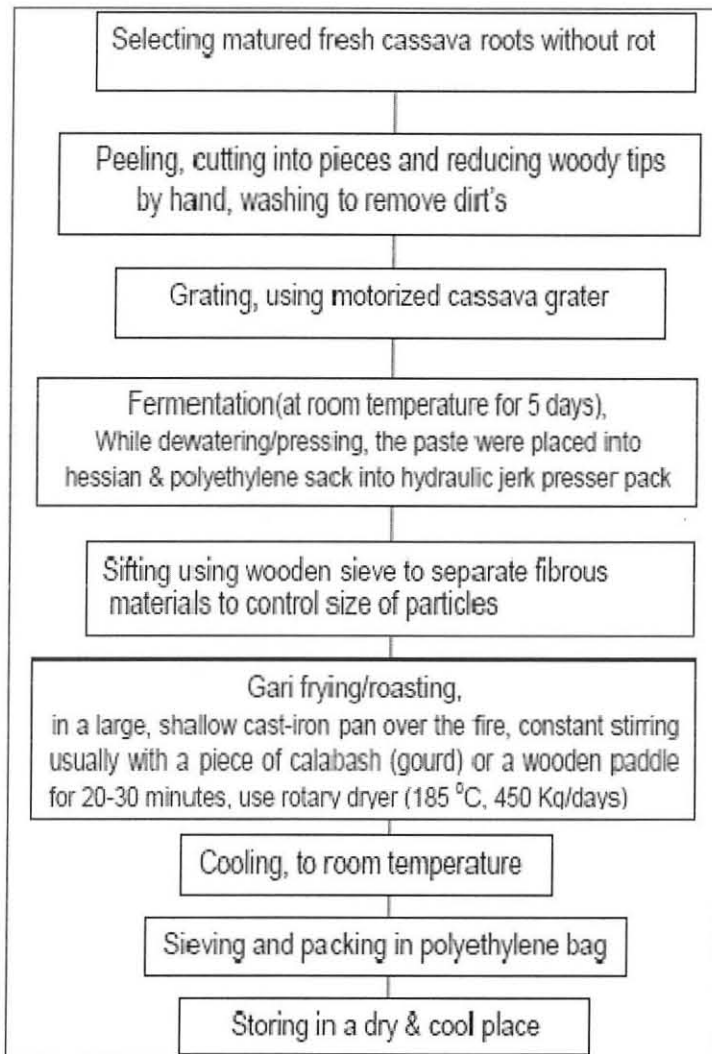 Selecting matured fresh cassava roots without rot
Peeling, cutting into pieces and reducing woody tips
by hand, washing to remove dirt's
Grating, using motorized cassava grater
Fermentation(at room temperature for 5 days),
While dewatering/pressing, the paste were placed into
hessian & polyethylene sack into hydraulic jerk presser pack
Sifting using wooden sieve to separate fibrous
materials to control size of particles
Gari frying/roasting,
in a large, shallow cast-iron pan over the fire, constant stirring
usually with a piece of calabash (gourd) or a wooden paddle
for 20-30 minutes, use rotary dryer (185 ⁰C, 450 Kg/days)
Cooling, to room temperature
Sieving and packing in polyethylene bag
Storing in a dry & cool place